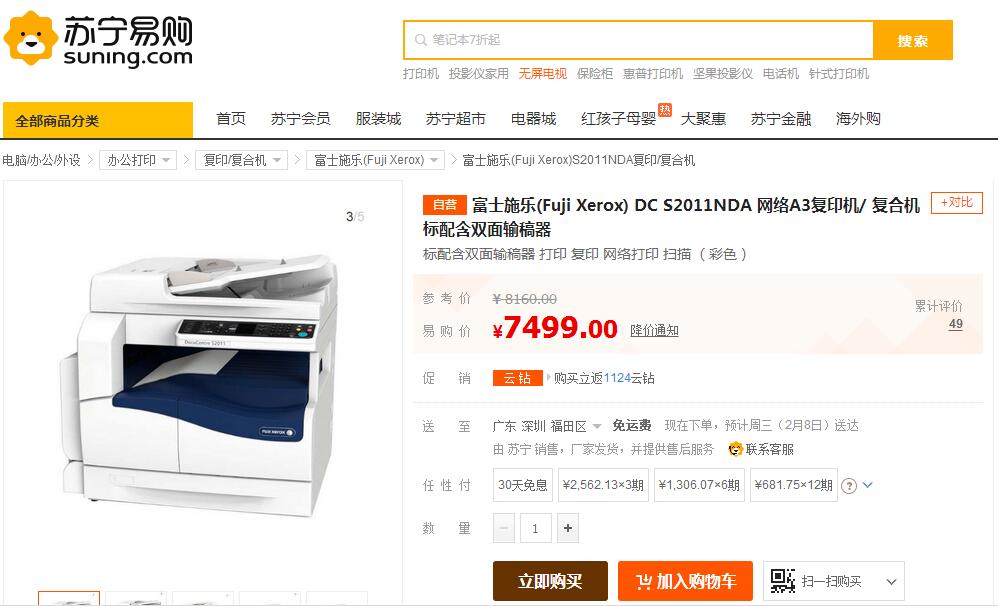 苏宁易购
suning.com
笔记本7折起
搜索
打印机 投影仪家用 无屏电视 保险柜 惠普打印机 坚果投影仪 电话机 针式打印机
全部商品分类 首页 苏宁会员 服装城 苏宁超市 电器城 红孩子母婴 热 大聚惠 苏宁金融 海外购
电脑/办公/外设 办公打印 复印/复合机 富士施乐(Fuji Xerox) 富士施乐(Fuji Xerox)S2011NDA复印/复合机
3/5
DocuCentre S2011
FUJI XEROX
自营 富士施乐(Fuji Xerox) DC S2011NDA 网络A3复印机/ 复合机 +对比
标配含双面输稿器
标配含双面输稿器 打印 复印 网络打印 扫描 （ 彩色 ）
参考价 ¥ 8160.00 累计评价
易购价 ¥7499.00 降价通知 49
促销 云钻 购买立返1124云钻
送至 广东 深圳 福田区 免运费 现在下单，预计周三（2月8日）送达
由 苏宁 销售，厂家发货，并提供售后服务 联系客服
任性付 30天免息 ¥2,562.13×3期 ¥1,306.07×6期 ¥681.75×12期 ?
数量 − 1 +
立即购买 加入购物车 扫一扫购买